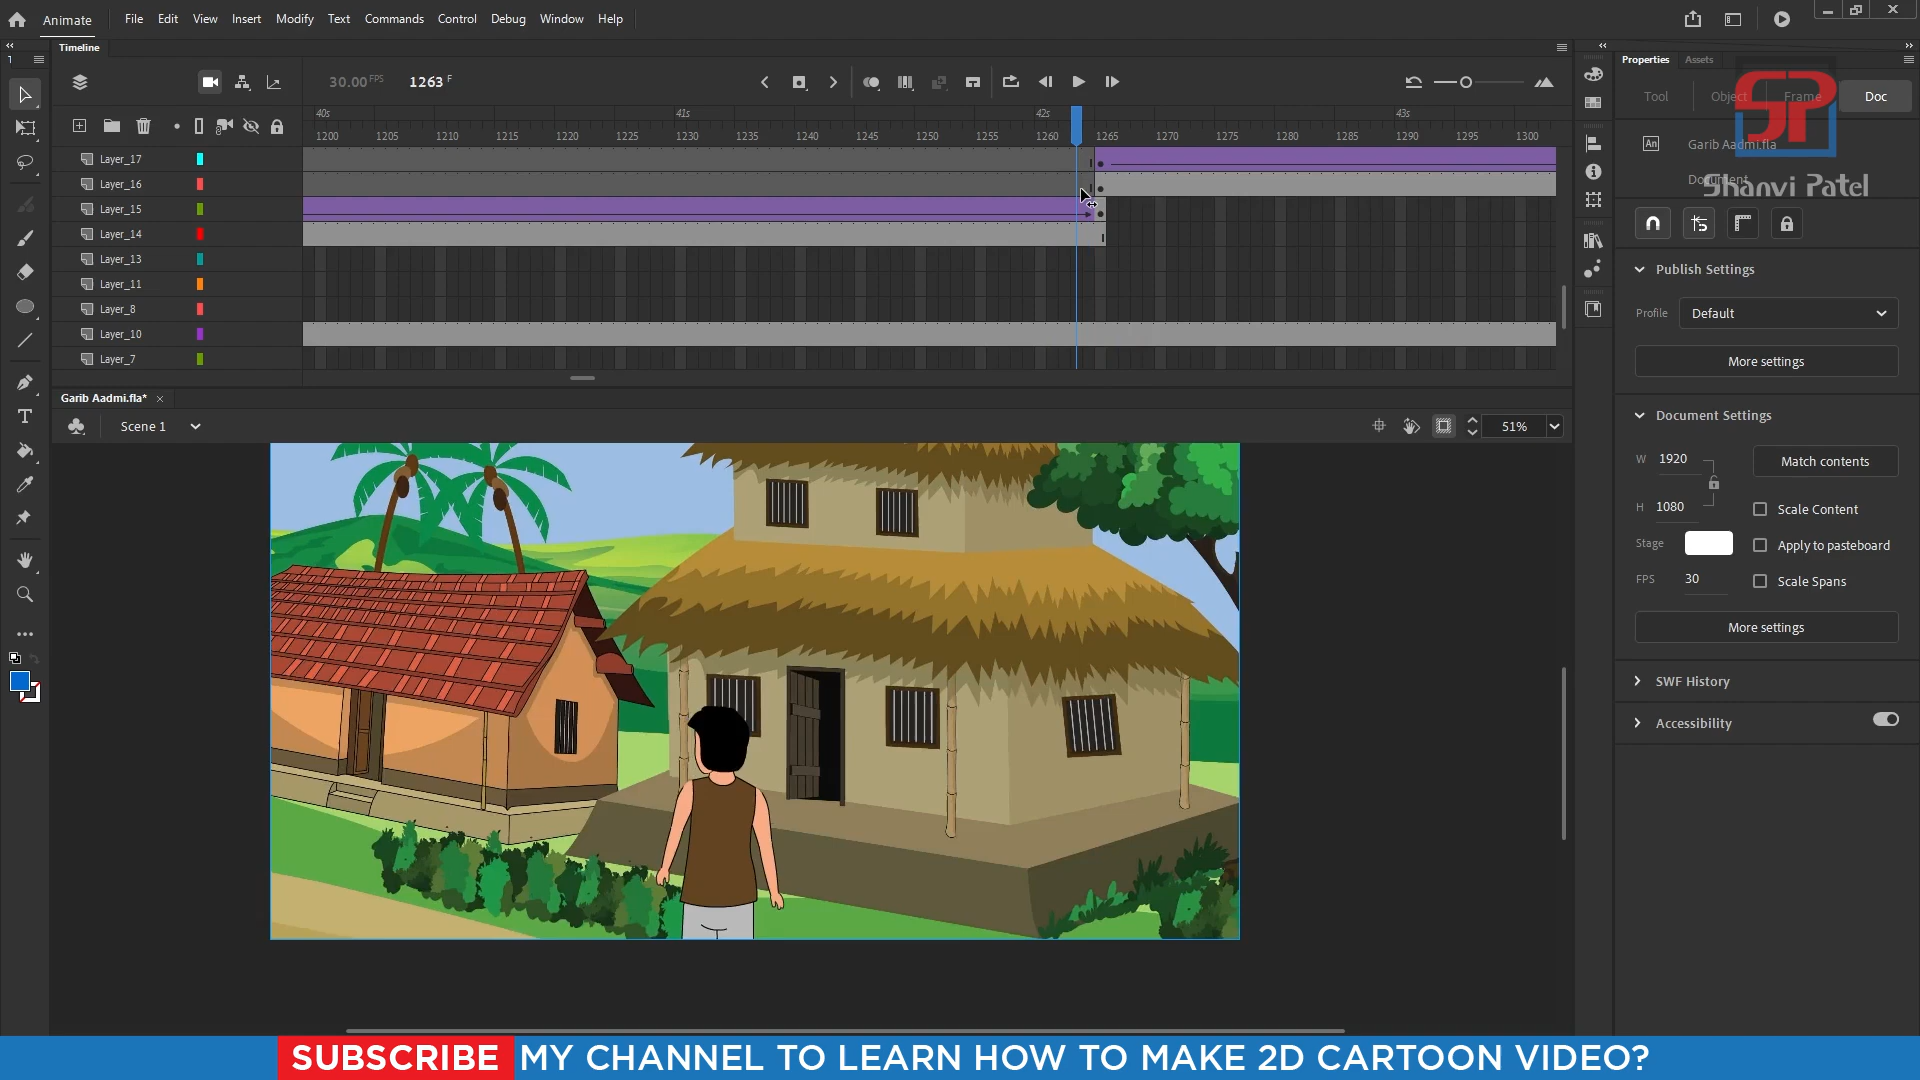 Animate File Edit View Insert Modify Text Commands Control Debug Window Help
Timeline
30.00 FPS 1263 F
40s 41s 42s 43s
1200 1205 1210 1215 1220 1225 1230 1235 1240 1245 1250 1255 1260 1265 1270 1275 1280 1285 1290 1295 1300
Layer_17
Layer_16
Layer_15
Layer_14
Layer_13
Layer_11
Layer_8
Layer_10
Layer_7
Garib Aadmi.fla*
Scene 1
51%
Properties Assets
Tool Object Frame Doc
An Garib Aadmi.fla
Document
SP
Shanvi Patel
Publish Settings
Profile Default
More settings
Document Settings
W 1920 Match contents
H 1080 Scale Content
Stage Apply to pasteboard
FPS 30 Scale Spans
More settings
SWF History
Accessibility
SUBSCRIBE MY CHANNEL TO LEARN HOW TO MAKE 2D CARTOON VIDEO?